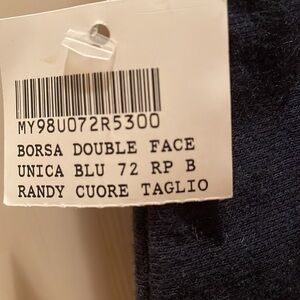 MY98U072R5300
BORSA DOUBLE FACE
UNICA BLU 72 RP B
RANDY CUORE TAGLIO